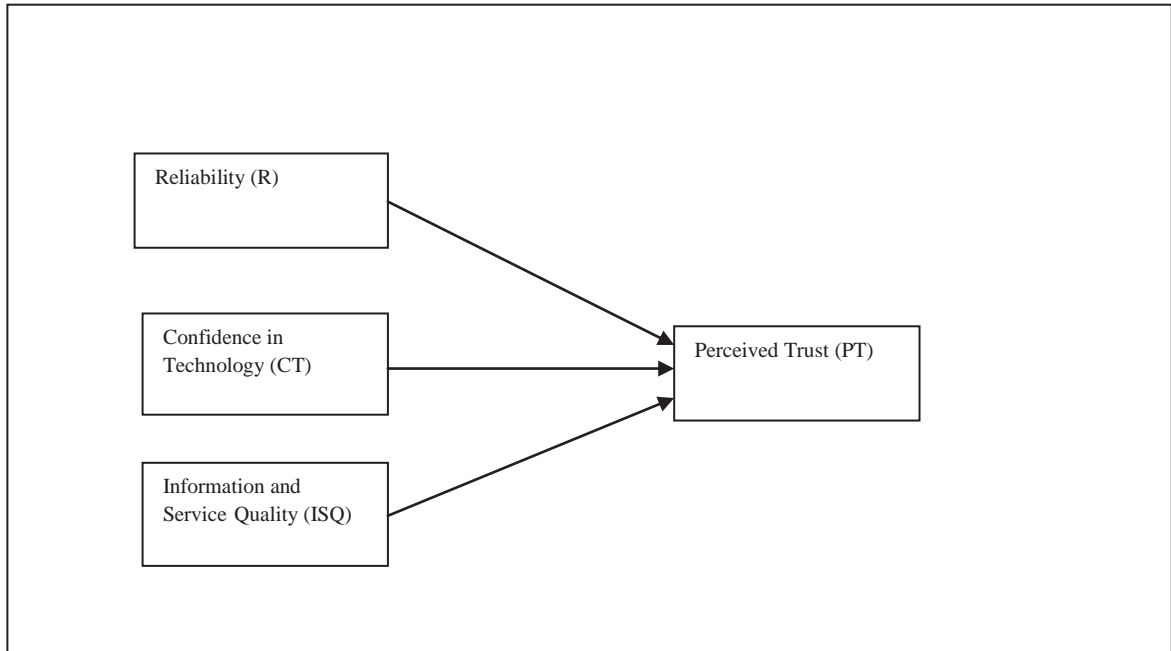 Reliability (R)
Confidence in
Technology (CT)
Perceived Trust (PT)
Information and
Service Quality (ISQ)